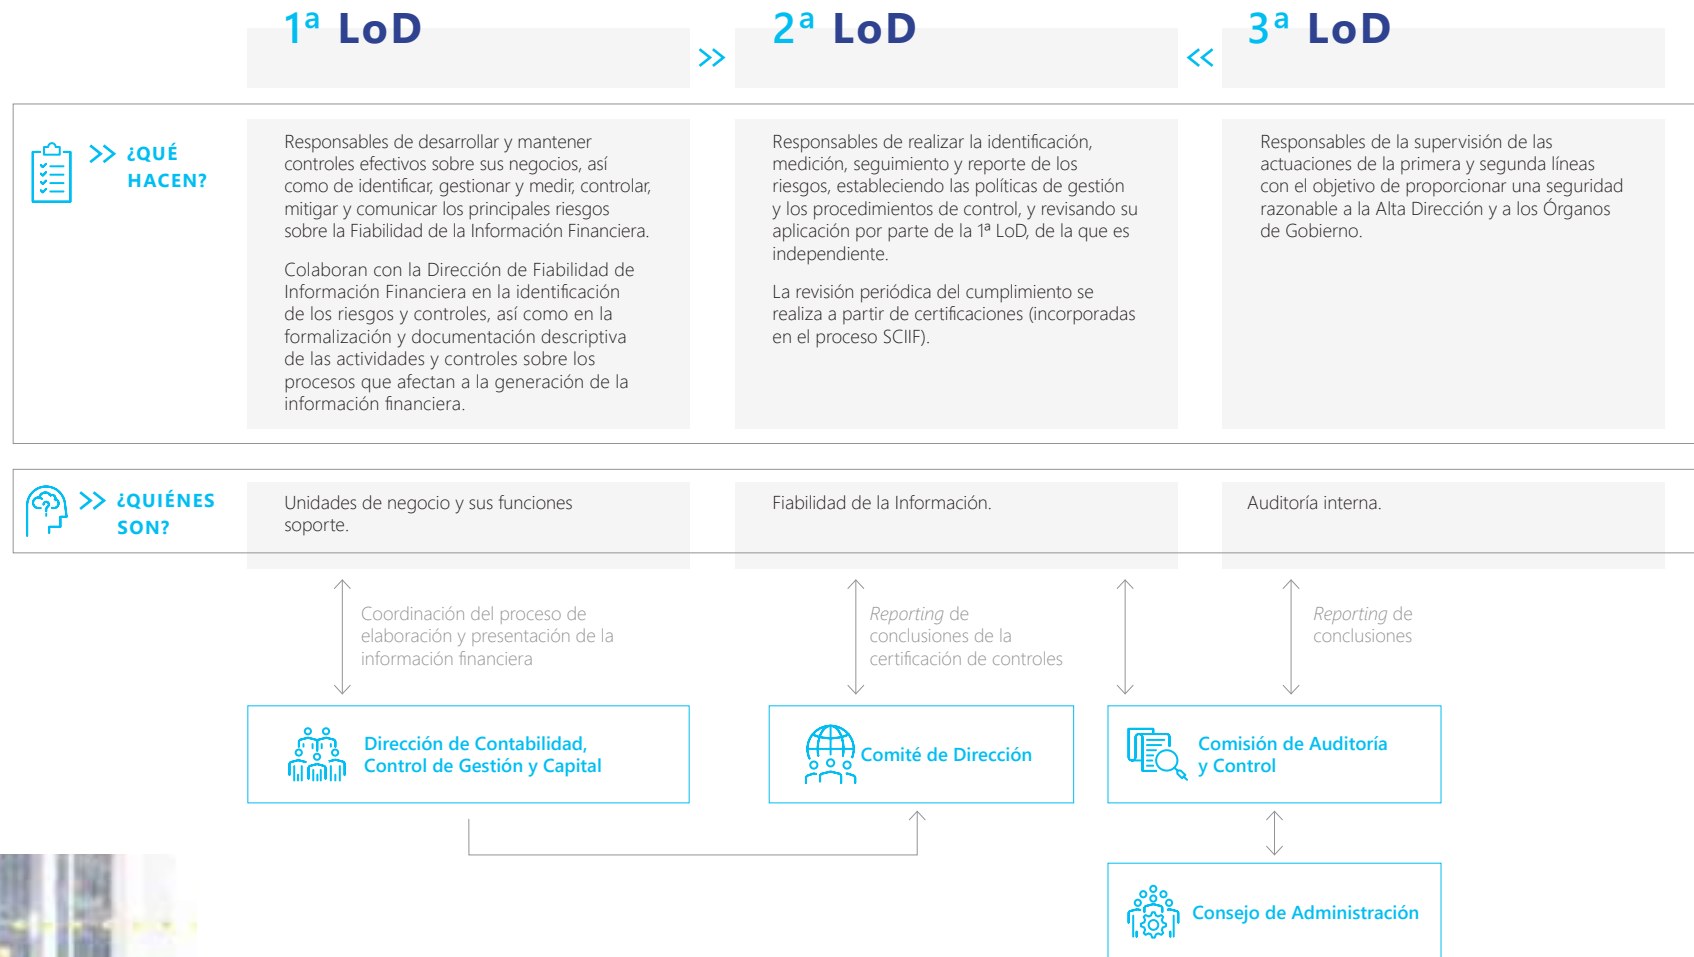 1ª LoD
2ª LoD
3ª LoD
¿QUÉ
HACEN?
Responsables de desarrollar y mantener
controles efectivos sobre sus negocios, así
como de identificar, gestionar y medir, controlar,
mitigar y comunicar los principales riesgos
sobre la Fiabilidad de la Información Financiera.
Colaboran con la Dirección de Fiabilidad de
Información Financiera en la identificación
de los riesgos y controles, así como en la
formalización y documentación descriptiva
de las actividades y controles sobre los
procesos que afectan a la generación de la
información financiera.
Responsables de realizar la identificación,
medición, seguimiento y reporte de los
riesgos, estableciendo las políticas de gestión
y los procedimientos de control, y revisando su
aplicación por parte de la 1ª LoD, de la que es
independiente.
La revisión periódica del cumplimiento se
realiza a partir de certificaciones (incorporadas
en el proceso SCIIF).
Responsables de la supervisión de las
actuaciones de la primera y segunda líneas
con el objetivo de proporcionar una seguridad
razonable a la Alta Dirección y a los Órganos
de Gobierno.
¿QUIÉNES
SON?
Unidades de negocio y sus funciones
soporte.
Fiabilidad de la Información.
Auditoría interna.
Coordinación del proceso de
elaboración y presentación de la
información financiera
Reporting de
conclusiones de la
certificación de controles
Reporting de
conclusiones
Dirección de Contabilidad,
Control de Gestión y Capital
Comité de Dirección
Comisión de Auditoría
y Control
Consejo de Administración